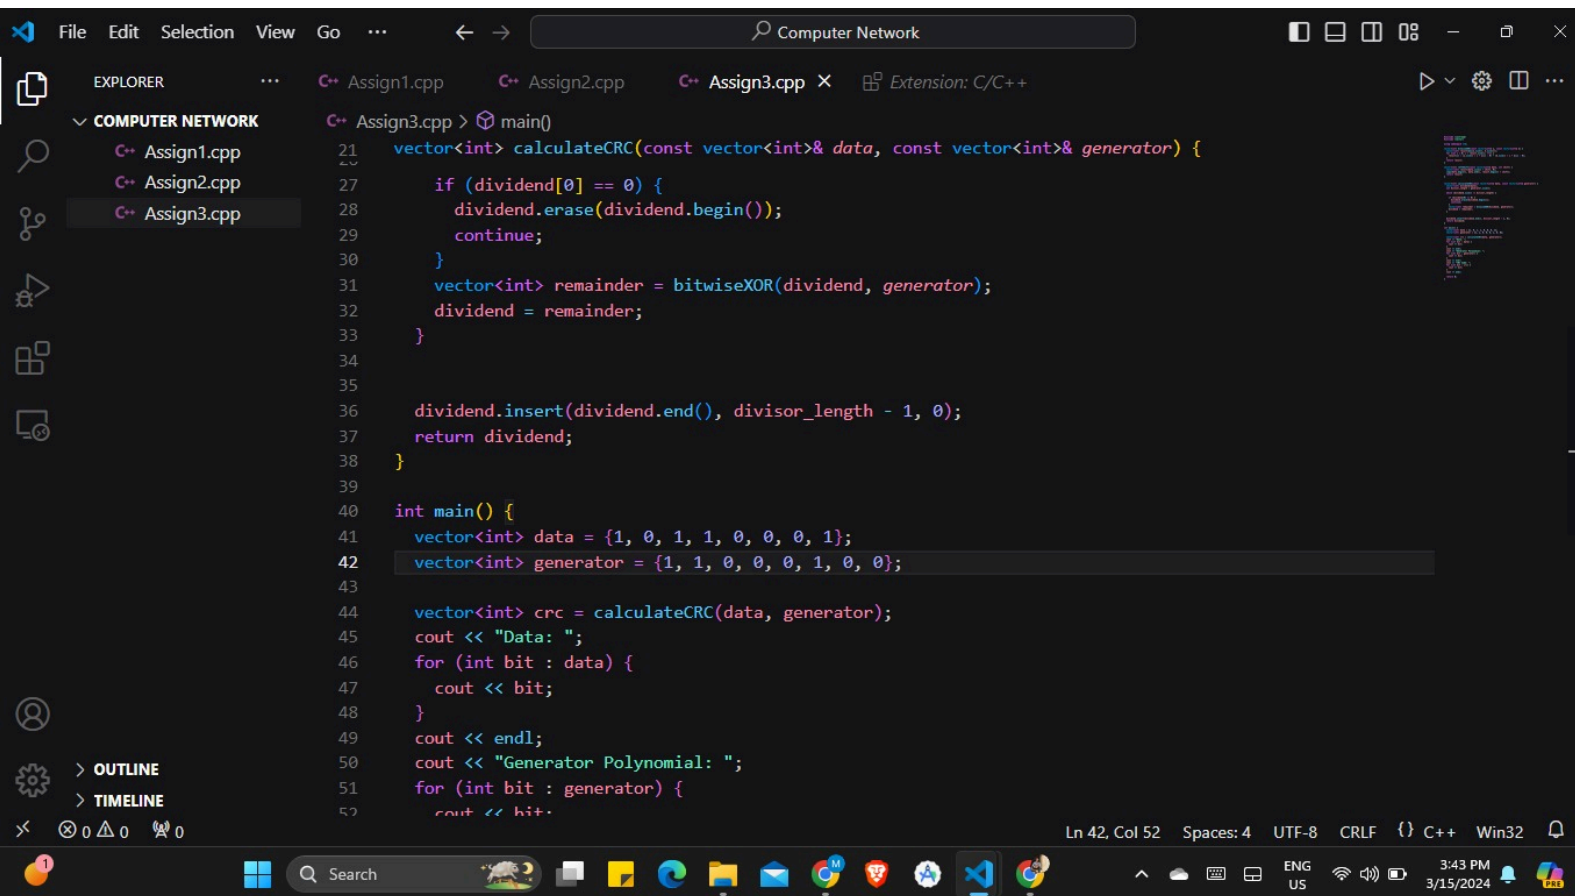 File Edit Selection View Go ··· Computer Network
EXPLORER ···
Assign1.cpp Assign2.cpp Assign3.cpp Extension: C/C++
COMPUTER NETWORK
Assign1.cpp
Assign2.cpp
Assign3.cpp
Assign3.cpp > main()
21 vector<int> calculateCRC(const vector<int>& data, const vector<int>& generator) {
27 if (dividend[0] == 0) {
28 dividend.erase(dividend.begin());
29 continue;
30 }
31 vector<int> remainder = bitwiseXOR(dividend, generator);
32 dividend = remainder;
33 }
34
35
36 dividend.insert(dividend.end(), divisor_length - 1, 0);
37 return dividend;
38 }
39
40 int main() {
41 vector<int> data = {1, 0, 1, 1, 0, 0, 0, 1};
42 vector<int> generator = {1, 1, 0, 0, 0, 1, 0, 0};
43
44 vector<int> crc = calculateCRC(data, generator);
45 cout << "Data: ";
46 for (int bit : data) {
47 cout << bit;
48 }
49 cout << endl;
50 cout << "Generator Polynomial: ";
51 for (int bit : generator) {
52 cout << bit;
OUTLINE
TIMELINE
0 0 0
Ln 42, Col 52 Spaces: 4 UTF-8 CRLF {} C++ Win32
1
Search
M
ENG
US
3:43 PM
3/15/2024
PRE